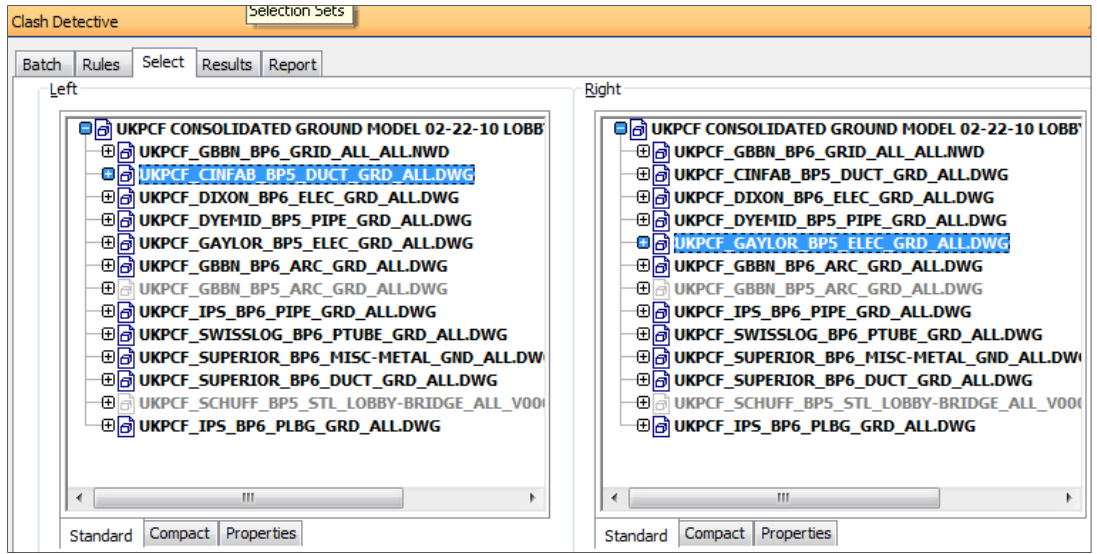 Selection Sets
Clash Detective
Batch Rules Select Results Report
Left
UKPCF CONSOLIDATED GROUND MODEL 02-22-10 LOBBY
UKPCF_GBBN_BP6_GRID_ALL_ALL.NWD
UKPCF_CINFAB_BP5_DUCT_GRD_ALL.DWG
UKPCF_DIXON_BP6_ELEC_GRD_ALL.DWG
UKPCF_DYEMID_BP5_PIPE_GRD_ALL.DWG
UKPCF_GAYLOR_BP5_ELEC_GRD_ALL.DWG
UKPCF_GBBN_BP6_ARC_GRD_ALL.DWG
UKPCF_GBBN_BP5_ARC_GRD_ALL.DWG
UKPCF_IPS_BP6_PIPE_GRD_ALL.DWG
UKPCF_SWISSLOG_BP6_PTUBE_GRD_ALL.DWG
UKPCF_SUPERIOR_BP6_MISC-METAL_GND_ALL.DW
UKPCF_SUPERIOR_BP6_DUCT_GRD_ALL.DWG
UKPCF_SCHUFF_BP5_STL_LOBBY-BRIDGE_ALL_V00
UKPCF_IPS_BP6_PLBG_GRD_ALL.DWG
Standard Compact Properties
Right
UKPCF CONSOLIDATED GROUND MODEL 02-22-10 LOBBY
UKPCF_GBBN_BP6_GRID_ALL_ALL.NWD
UKPCF_CINFAB_BP5_DUCT_GRD_ALL.DWG
UKPCF_DIXON_BP6_ELEC_GRD_ALL.DWG
UKPCF_DYEMID_BP5_PIPE_GRD_ALL.DWG
UKPCF_GAYLOR_BP5_ELEC_GRD_ALL.DWG
UKPCF_GBBN_BP6_ARC_GRD_ALL.DWG
UKPCF_GBBN_BP5_ARC_GRD_ALL.DWG
UKPCF_IPS_BP6_PIPE_GRD_ALL.DWG
UKPCF_SWISSLOG_BP6_PTUBE_GRD_ALL.DWG
UKPCF_SUPERIOR_BP6_MISC-METAL_GND_ALL.DW
UKPCF_SUPERIOR_BP6_DUCT_GRD_ALL.DWG
UKPCF_SCHUFF_BP5_STL_LOBBY-BRIDGE_ALL_V00
UKPCF_IPS_BP6_PLBG_GRD_ALL.DWG
Standard Compact Properties